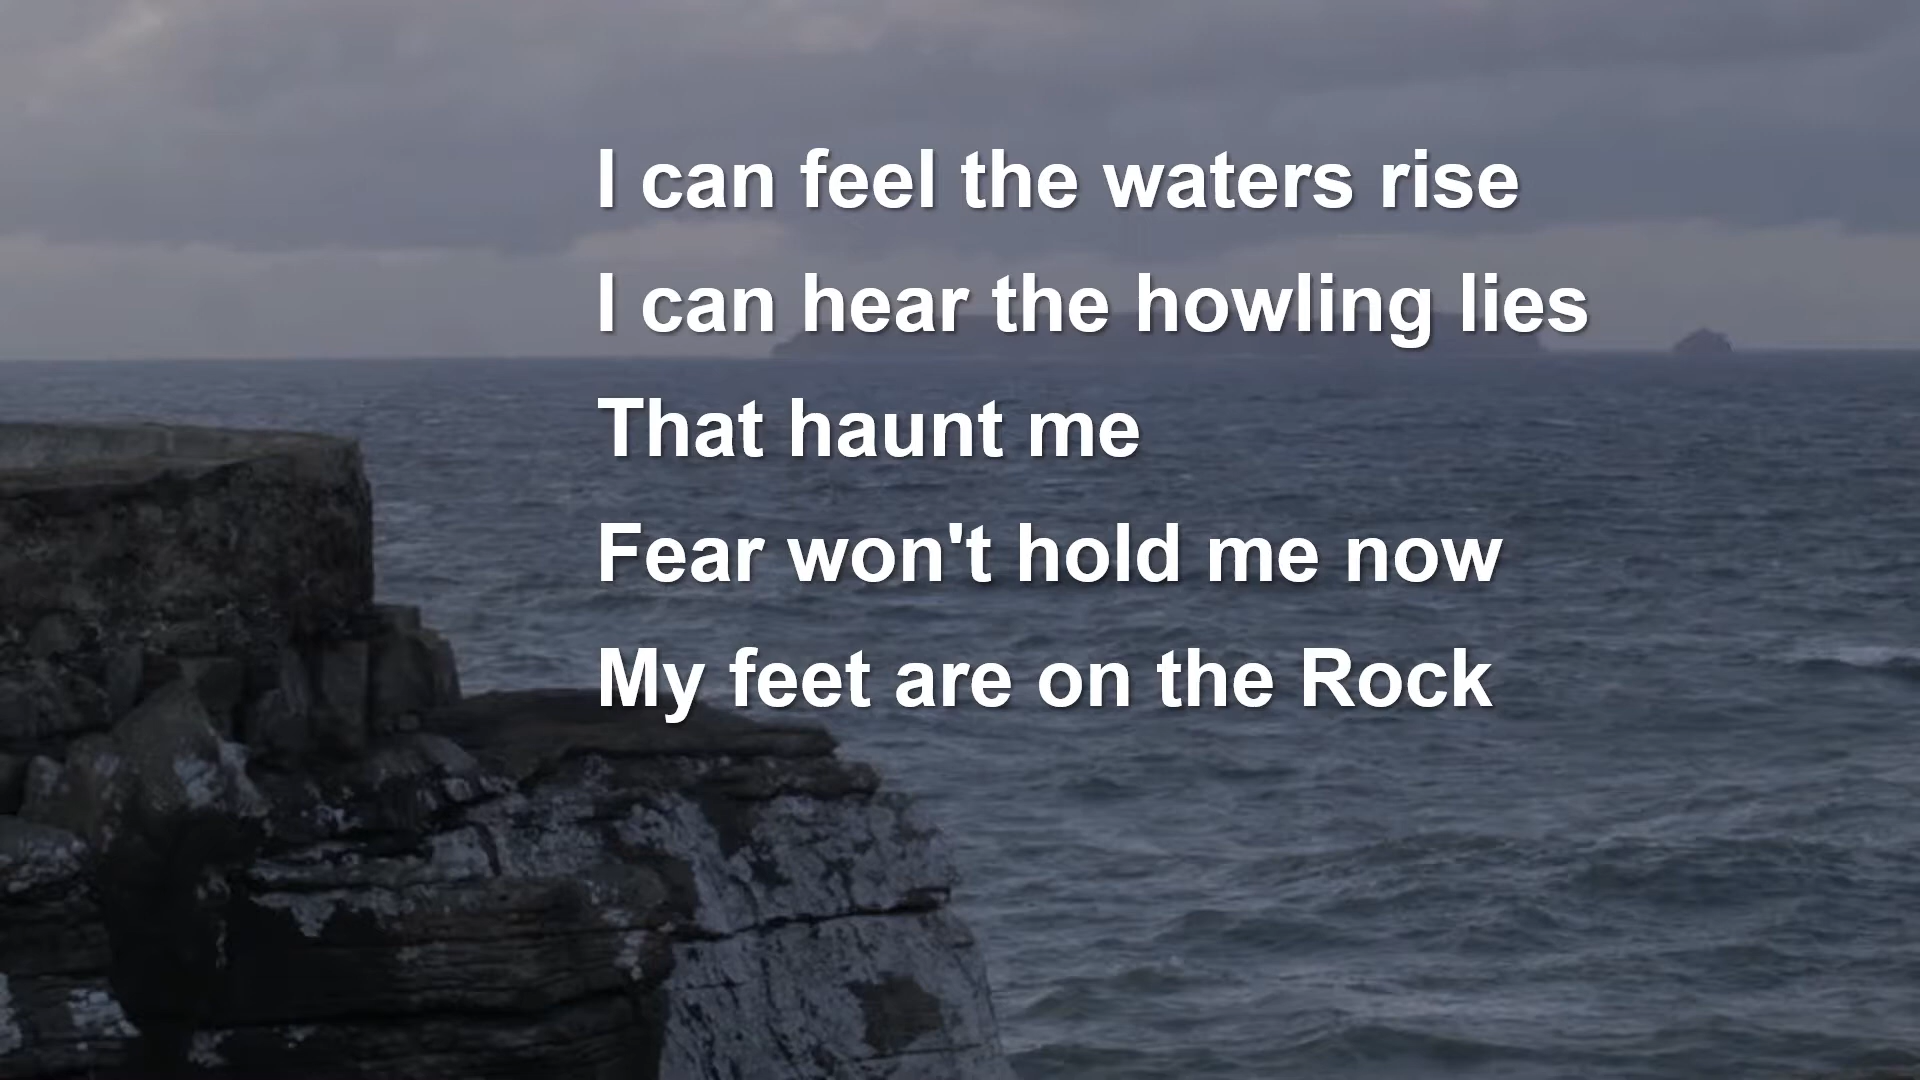 I can feel the waters rise
I can hear the howling lies
That haunt me
Fear won't hold me now
My feet are on the Rock